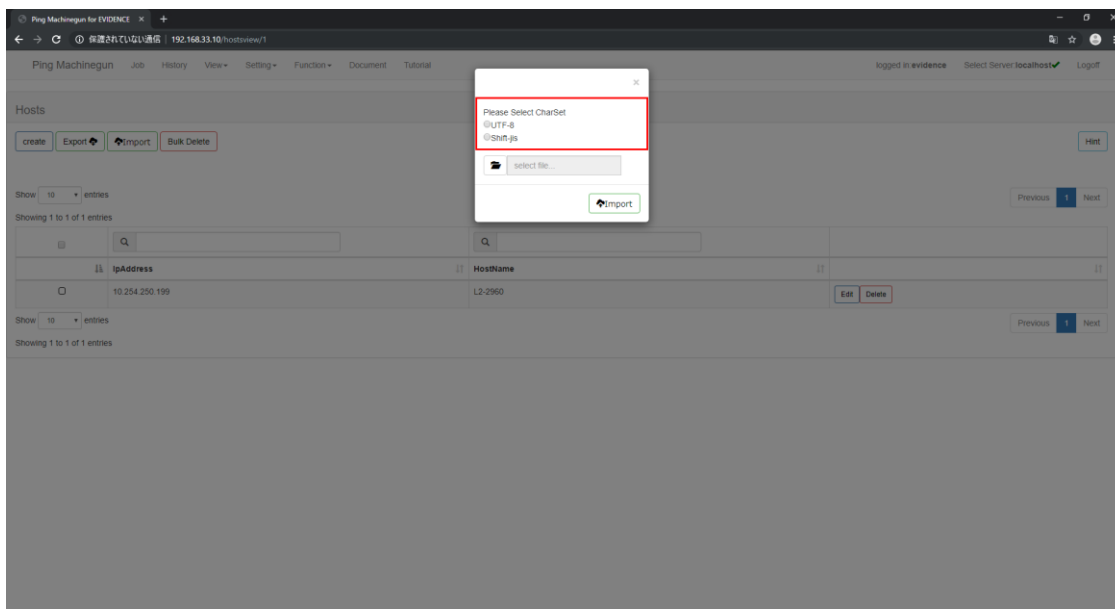 Ping Machinegun for EVIDENCE
保護されていない通信 | 192.168.33.10/hostsview/1
Ping Machinegun Job History View Setting Function Document Tutorial logged in:evidence Select Server:localhost Logoff
×
Hosts
Please Select CharSet
UTF-8
Shift-jis
create Export Import Bulk Delete Hint
select file...
Import
Show 10 entries
Previous 1 Next
Showing 1 to 1 of 1 entries
IpAddress HostName
10.254.250.199 L2-2960 Edit Delete
Show 10 entries
Previous 1 Next
Showing 1 to 1 of 1 entries